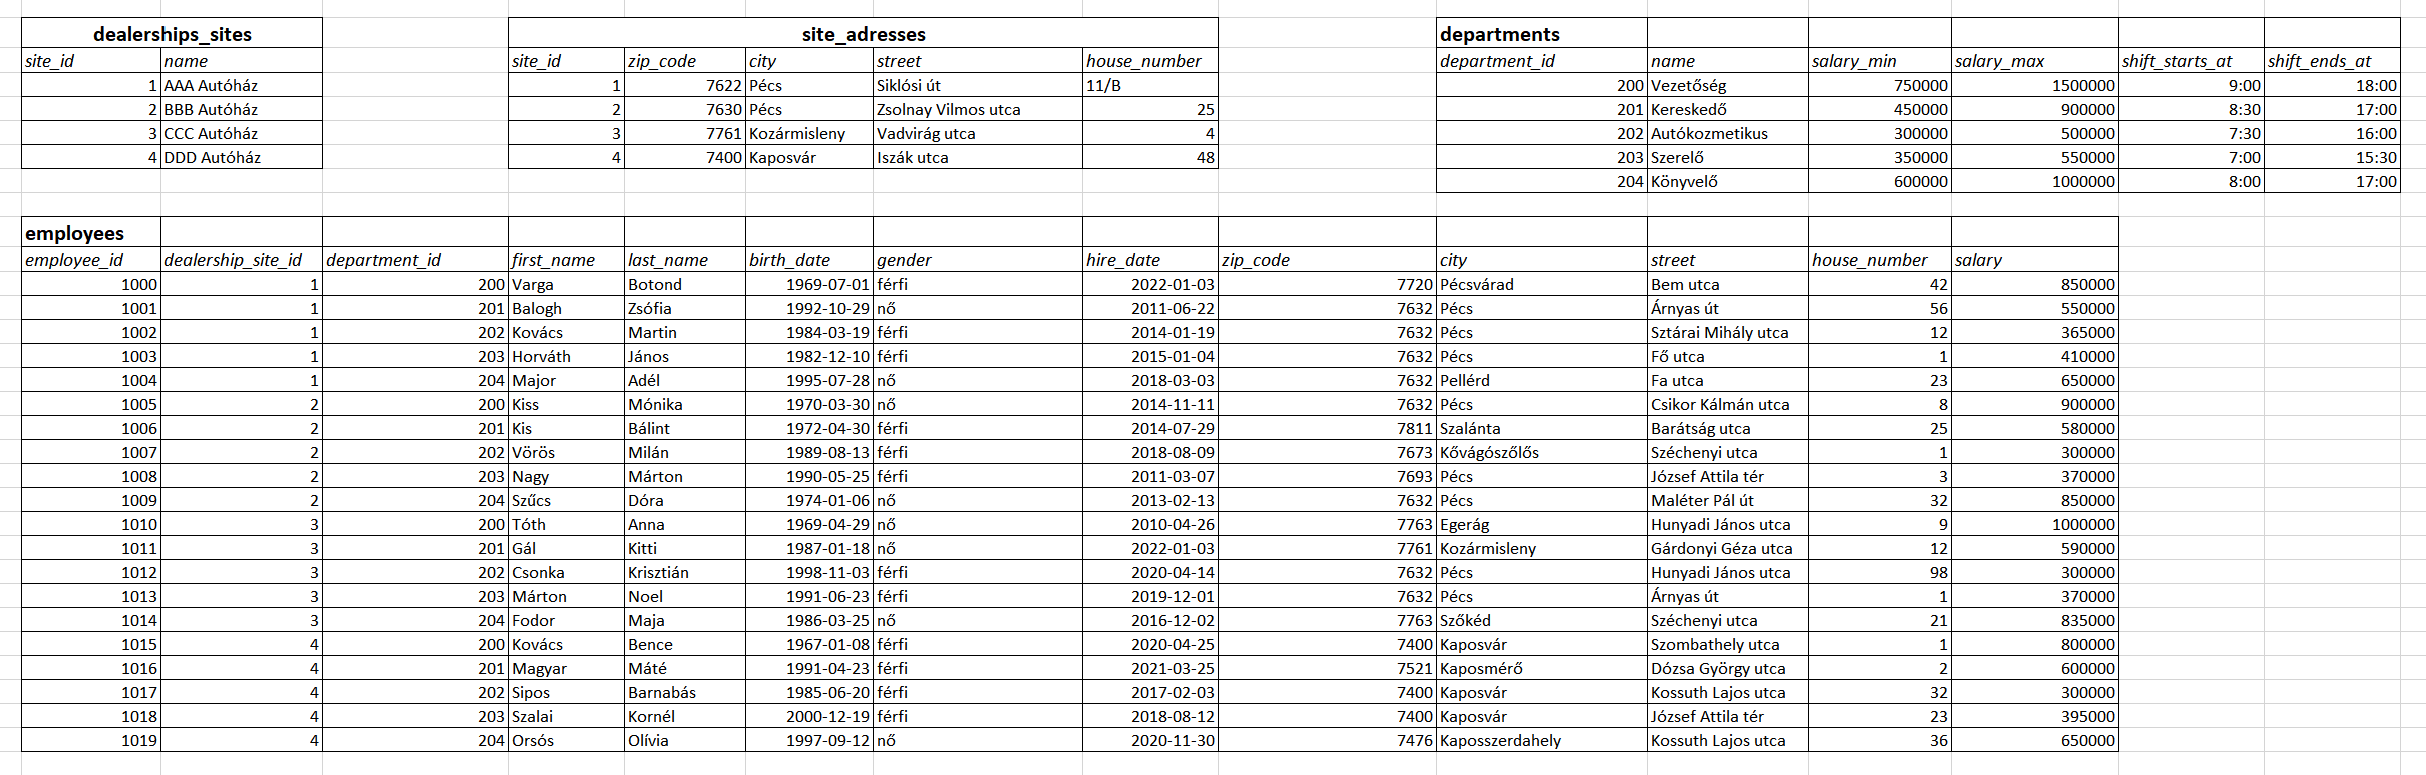 dealerships_sites site_adresses departments
site_id name site_id zip_code city street house_number department_id name salary_min salary_max shift_starts_at shift_ends_at
1 AAA Autóház 1 7622 Pécs Siklósi út 11/B 200 Vezetőség 750000 1500000 9:00 18:00
2 BBB Autóház 2 7630 Pécs Zsolnay Vilmos utca 25 201 Kereskedő 450000 900000 8:30 17:00
3 CCC Autóház 3 7761 Kozármisleny Vadvirág utca 4 202 Autókozmetikus 300000 500000 7:30 16:00
4 DDD Autóház 4 7400 Kaposvár Iszák utca 48 203 Szerelő 350000 550000 7:00 15:30
204 Könyvelő 600000 1000000 8:00 17:00
employees
employee_id dealership_site_id department_id first_name last_name birth_date gender hire_date zip_code city street house_number salary
1000 1 200 Varga Botond 1969-07-01 férfi 2022-01-03 7720 Pécsvárad Bem utca 42 850000
1001 1 201 Balogh Zsófia 1992-10-29 nő 2011-06-22 7632 Pécs Árnyas út 56 550000
1002 1 202 Kovács Martin 1984-03-19 férfi 2014-01-19 7632 Pécs Sztárai Mihály utca 12 365000
1003 1 203 Horváth János 1982-12-10 férfi 2015-01-04 7632 Pécs Fő utca 1 410000
1004 1 204 Major Adél 1995-07-28 nő 2018-03-03 7632 Pellérd Fa utca 23 650000
1005 2 200 Kiss Mónika 1970-03-30 nő 2014-11-11 7632 Pécs Csikor Kálmán utca 8 900000
1006 2 201 Kis Bálint 1972-04-30 férfi 2014-07-29 7811 Szalánta Barátság utca 25 580000
1007 2 202 Vörös Milán 1989-08-13 férfi 2018-08-09 7673 Kővágószőlős Széchenyi utca 1 300000
1008 2 203 Nagy Márton 1990-05-25 férfi 2011-03-07 7693 Pécs József Attila tér 3 370000
1009 2 204 Szűcs Dóra 1974-01-06 nő 2013-02-13 7632 Pécs Maléter Pál út 32 850000
1010 3 200 Tóth Anna 1969-04-29 nő 2010-04-26 7763 Egerág Hunyadi János utca 9 1000000
1011 3 201 Gál Kitti 1987-01-18 nő 2022-01-03 7761 Kozármisleny Gárdonyi Géza utca 12 590000
1012 3 202 Csonka Krisztián 1998-11-03 férfi 2020-04-14 7632 Pécs Hunyadi János utca 98 300000
1013 3 203 Márton Noel 1991-06-23 férfi 2019-12-01 7632 Pécs Árnyas út 1 370000
1014 3 204 Fodor Maja 1986-03-25 nő 2016-12-02 7763 Szőkéd Széchenyi utca 21 835000
1015 4 200 Kovács Bence 1967-01-08 férfi 2020-04-25 7400 Kaposvár Szombathely utca 1 800000
1016 4 201 Magyar Máté 1991-04-23 férfi 2021-03-25 7521 Kaposmérő Dózsa György utca 2 600000
1017 4 202 Sipos Barnabás 1985-06-20 férfi 2017-02-03 7400 Kaposvár Kossuth Lajos utca 32 300000
1018 4 203 Szalai Kornél 2000-12-19 férfi 2018-08-12 7400 Kaposvár József Attila tér 23 395000
1019 4 204 Orsós Olívia 1997-09-12 nő 2020-11-30 7476 Kaposszerdahely Kossuth Lajos utca 36 650000